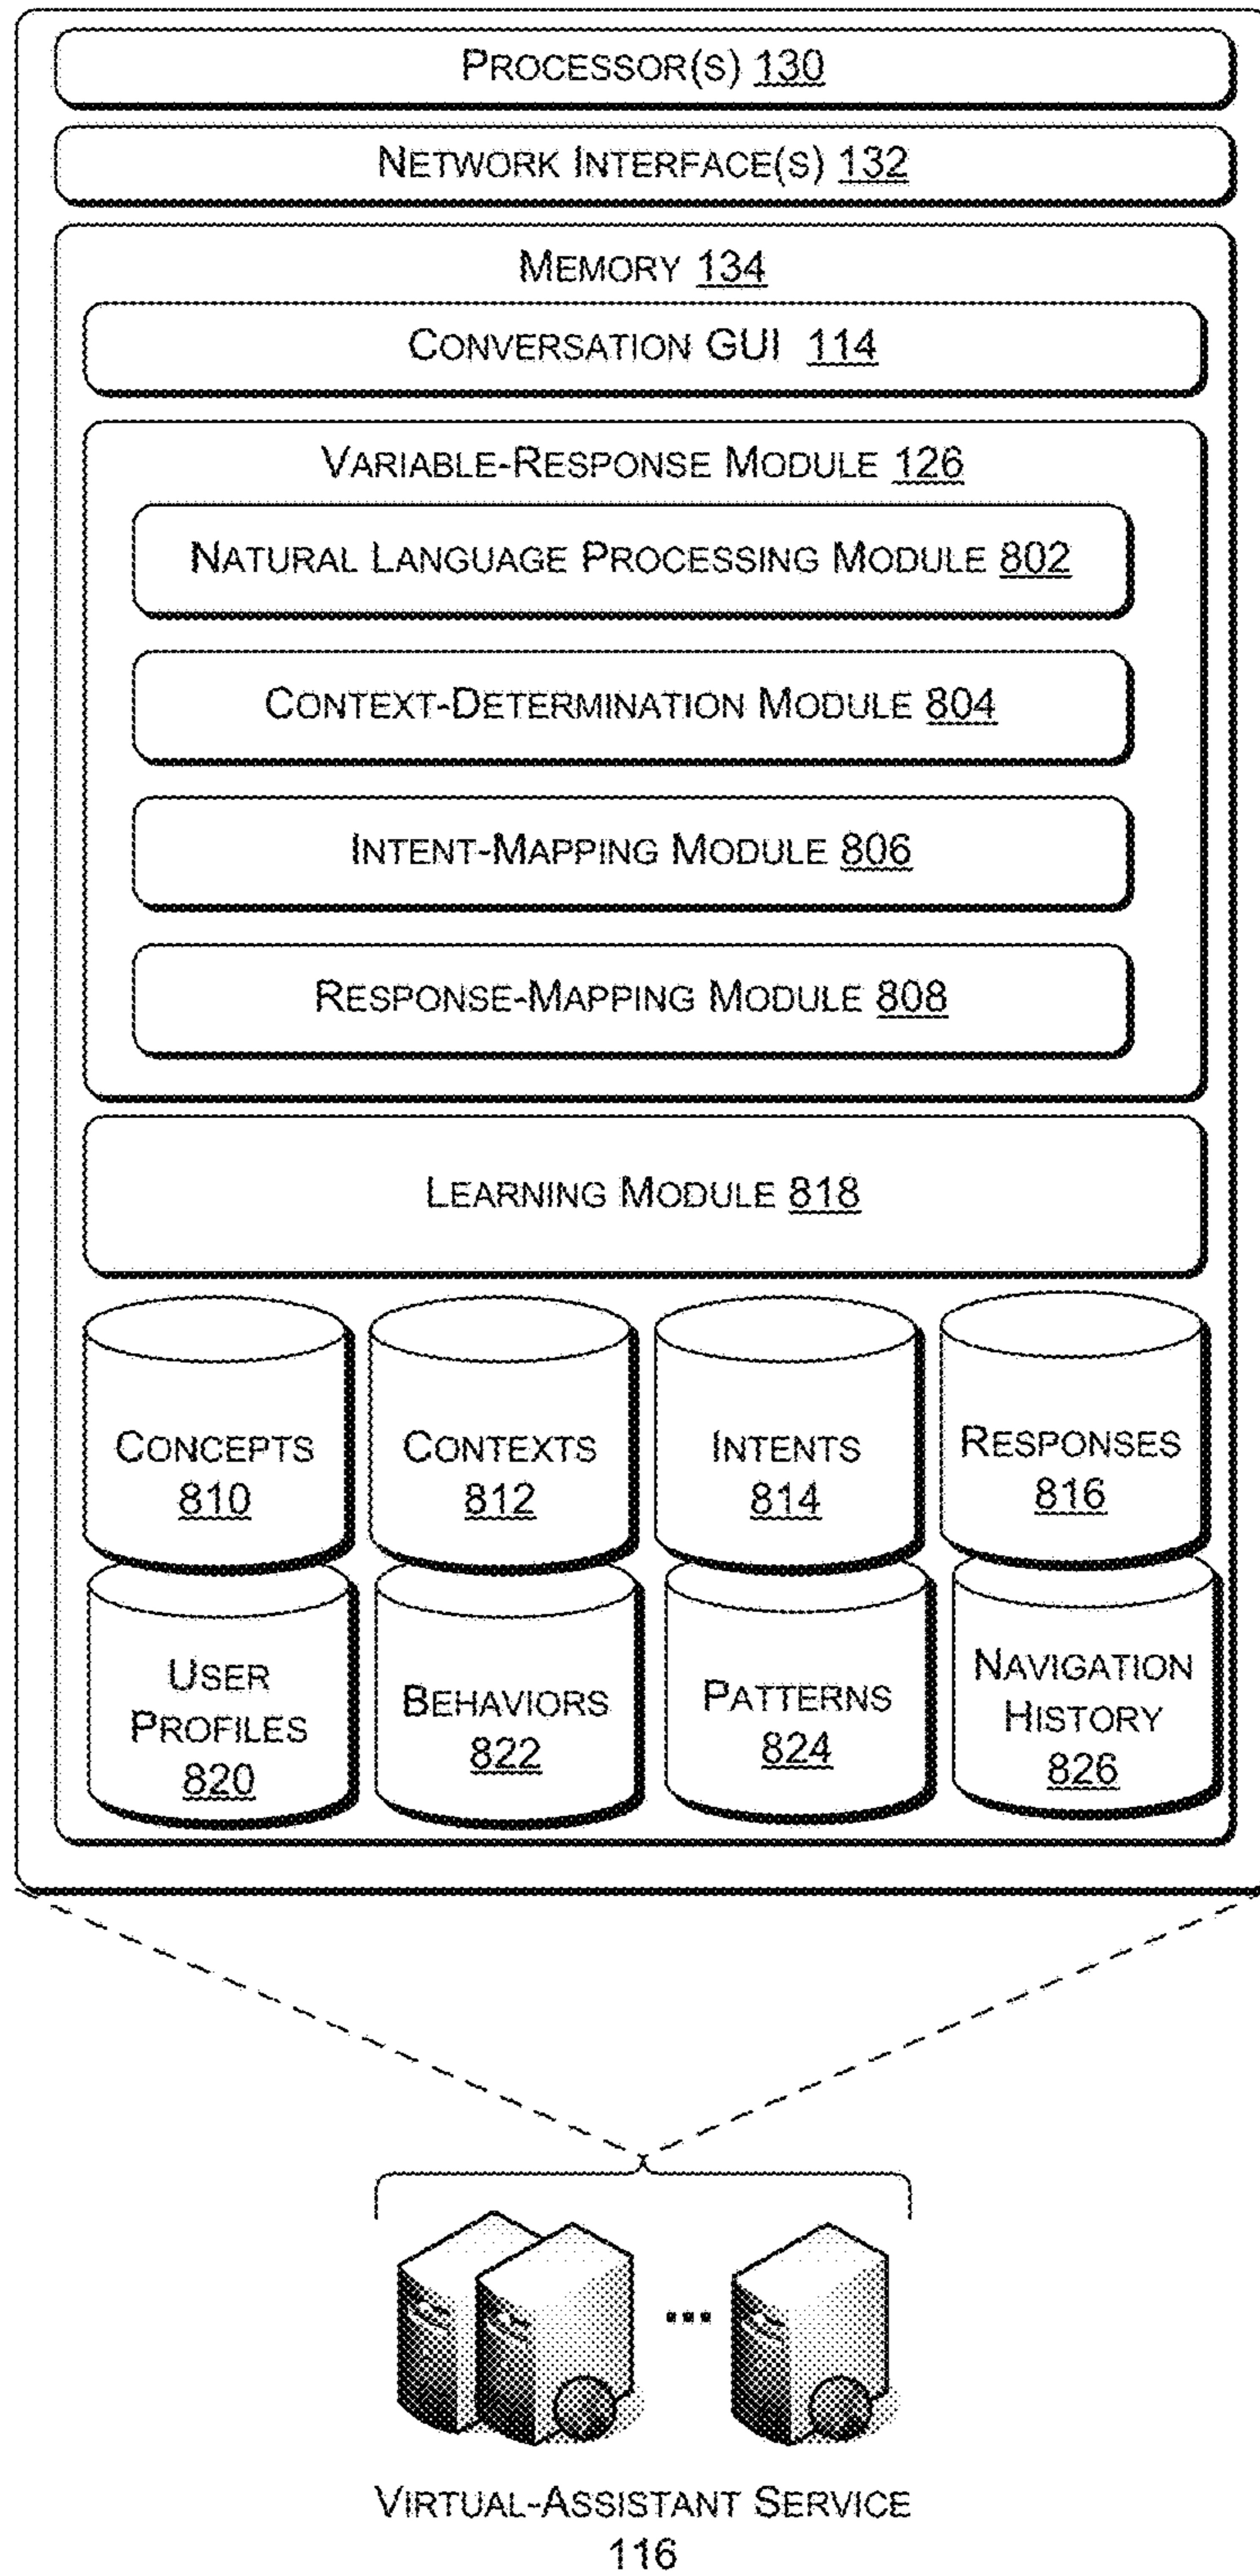 PROCESSOR(S) 130
NETWORK INTERFACE(S) 132
MEMORY 134
CONVERSATION GUI 114
VARIABLE-RESPONSE MODULE 126
NATURAL LANGUAGE PROCESSING MODULE 802
CONTEXT-DETERMINATION MODULE 804
INTENT-MAPPING MODULE 806
RESPONSE-MAPPING MODULE 808
LEARNING MODULE 818
CONCEPTS
810
CONTEXTS
812
INTENTS
814
RESPONSES
816
USER
PROFILES
820
BEHAVIORS
822
PATTERNS
824
NAVIGATION
HISTORY
826
...
VIRTUAL-ASSISTANT SERVICE
116